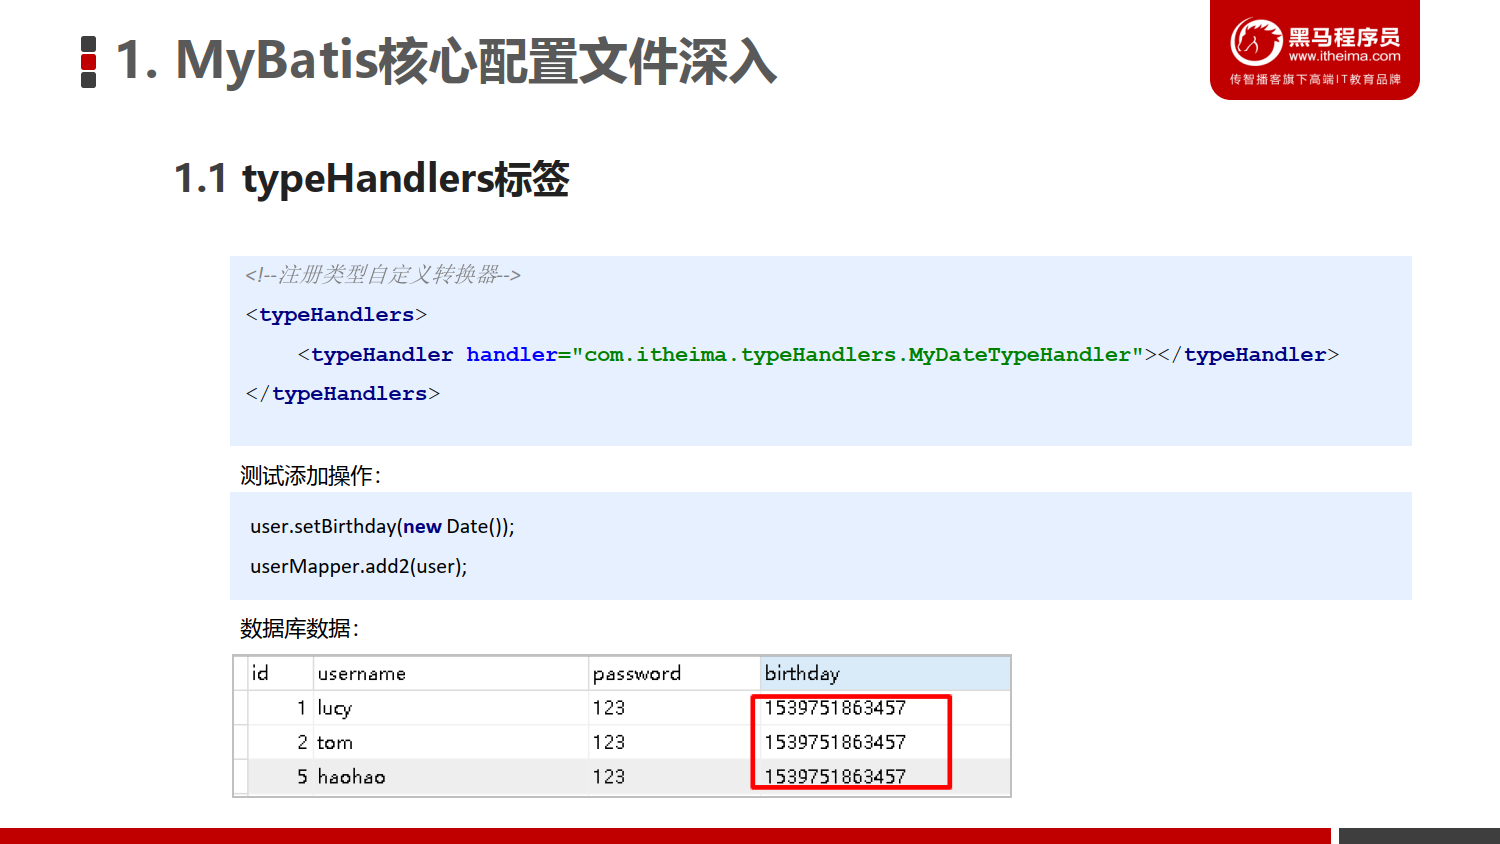 1. MyBatis核心配置文件深入
黑马程序员
www.itheima.com
传智播客旗下高端IT教育品牌
1.1 typeHandlers标签
<!--注册类型自定义转换器-->
<typeHandlers>
<typeHandler handler="com.itheima.typeHandlers.MyDateTypeHandler"></typeHandler>
</typeHandlers>
测试添加操作：
user.setBirthday(new Date());
userMapper.add2(user);
数据库数据：
id username password birthday
1 lucy 123 1539751863457
2 tom 123 1539751863457
5 haohao 123 1539751863457